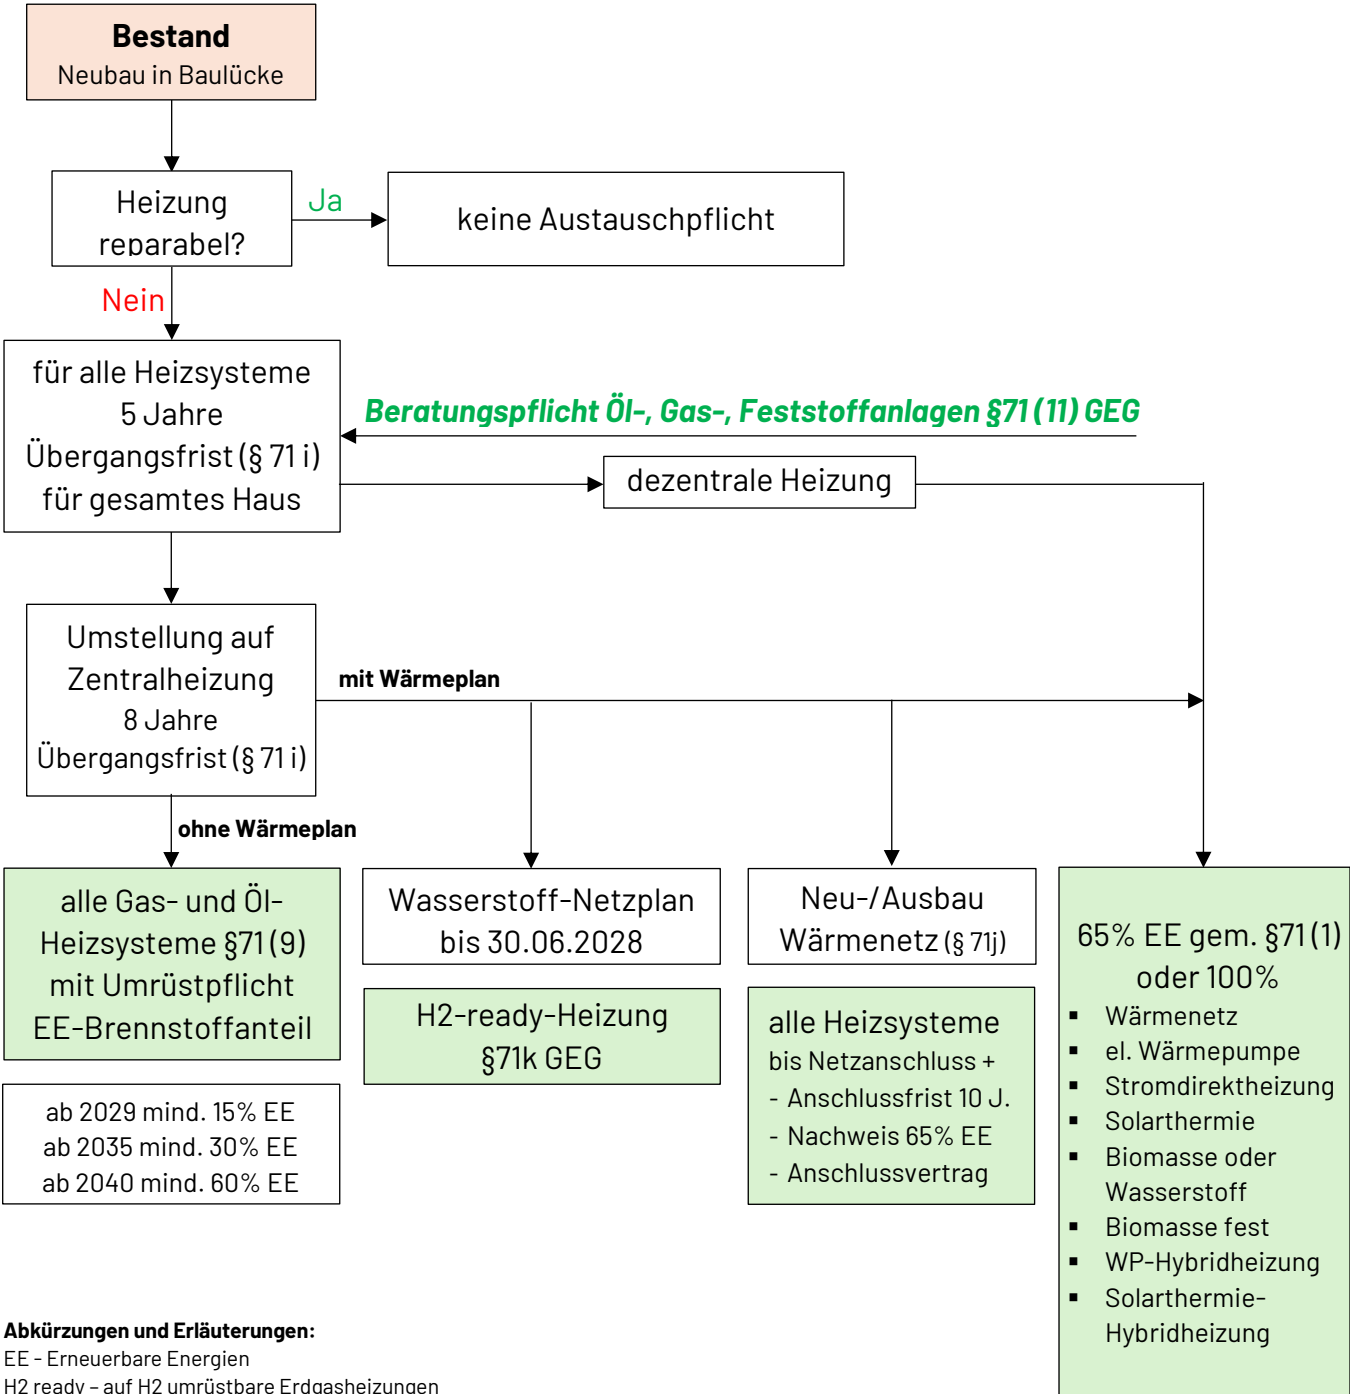 Bestand
Neubau in Baulücke
Heizung
reparabel?
Ja
keine Austauschpflicht
Nein
für alle Heizsysteme
5 Jahre
Übergangsfrist (§ 71 i)
für gesamtes Haus
Beratungspflicht Öl-, Gas-, Feststoffanlagen §71 (11) GEG
dezentrale Heizung
Umstellung auf
Zentralheizung
8 Jahre
Übergangsfrist (§ 71 i)
mit Wärmeplan
ohne Wärmeplan
alle Gas- und Öl-
Heizsysteme §71 (9)
mit Umrüstpflicht
EE-Brennstoffanteil
ab 2029 mind. 15% EE
ab 2035 mind. 30% EE
ab 2040 mind. 60% EE
Wasserstoff-Netzplan
bis 30.06.2028
H2-ready-Heizung
§71k GEG
Neu-/Ausbau
Wärmenetz (§ 71j)
alle Heizsysteme
bis Netzanschluss +
- Anschlussfrist 10 J.
- Nachweis 65% EE
- Anschlussvertrag
65% EE gem. §71 (1)
oder 100%
▪ Wärmenetz
▪ el. Wärmepumpe
▪ Stromdirektheizung
▪ Solarthermie
▪ Biomasse oder
Wasserstoff
▪ Biomasse fest
▪ WP-Hybridheizung
▪ Solarthermie-
Hybridheizung
Abkürzungen und Erläuterungen:
EE - Erneuerbare Energien
H2 ready – auf H2 umrüstbare Erdgasheizungen